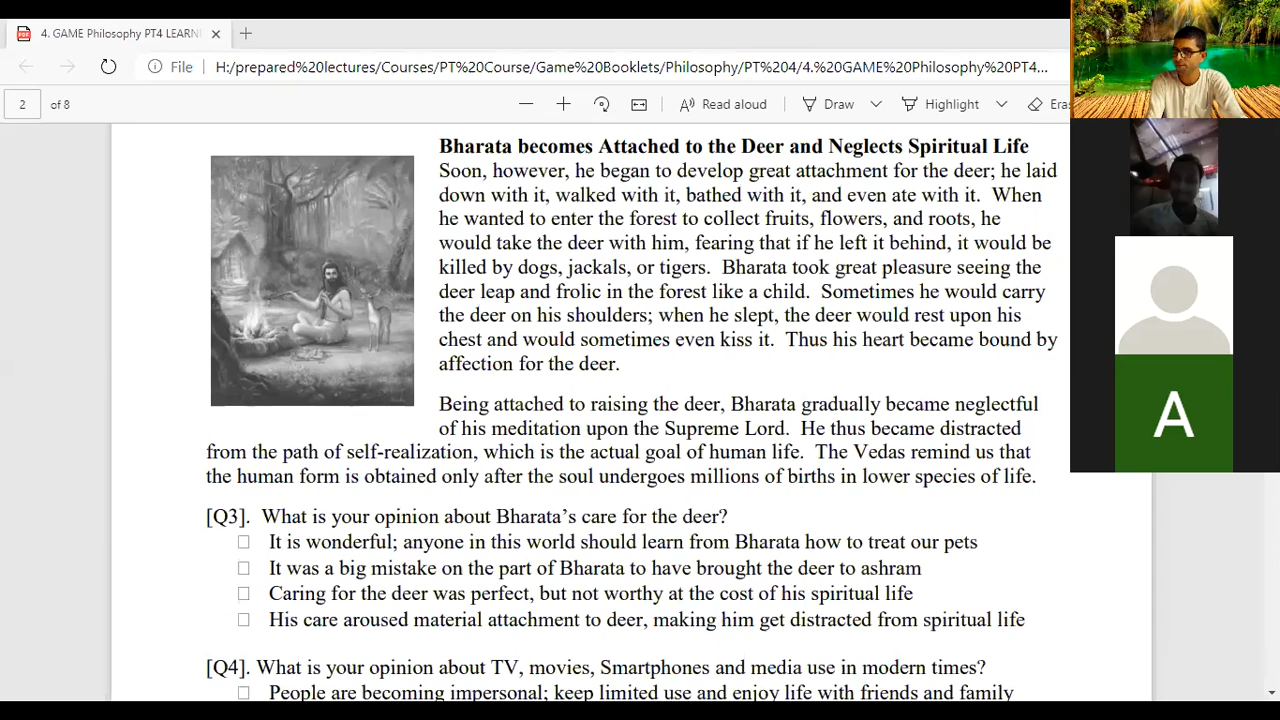 4. GAME Philosophy PT4 LEARNI
File
H:/prepared%20lectures/Courses/PT%20Course/Game%20Booklets/Philosophy/PT%204/4.%20GAME%20Philosophy%20PT4...
2 of 8
Read aloud
Draw
Highlight
Eras
Bharata becomes Attached to the Deer and Neglects Spiritual Life
Soon, however, he began to develop great attachment for the deer; he laid
down with it, walked with it, bathed with it, and even ate with it. When
he wanted to enter the forest to collect fruits, flowers, and roots, he
would take the deer with him, fearing that if he left it behind, it would be
killed by dogs, jackals, or tigers. Bharata took great pleasure seeing the
deer leap and frolic in the forest like a child. Sometimes he would carry
the deer on his shoulders; when he slept, the deer would rest upon his
chest and would sometimes even kiss it. Thus his heart became bound by
affection for the deer.
Being attached to raising the deer, Bharata gradually became neglectful
of his meditation upon the Supreme Lord. He thus became distracted
from the path of self-realization, which is the actual goal of human life. The Vedas remind us that
the human form is obtained only after the soul undergoes millions of births in lower species of life.
[Q3]. What is your opinion about Bharata's care for the deer?
It is wonderful; anyone in this world should learn from Bharata how to treat our pets
It was a big mistake on the part of Bharata to have brought the deer to ashram
Caring for the deer was perfect, but not worthy at the cost of his spiritual life
His care aroused material attachment to deer, making him get distracted from spiritual life
[Q4]. What is your opinion about TV, movies, Smartphones and media use in modern times?
People are becoming impersonal; keep limited use and enjoy life with friends and family
A